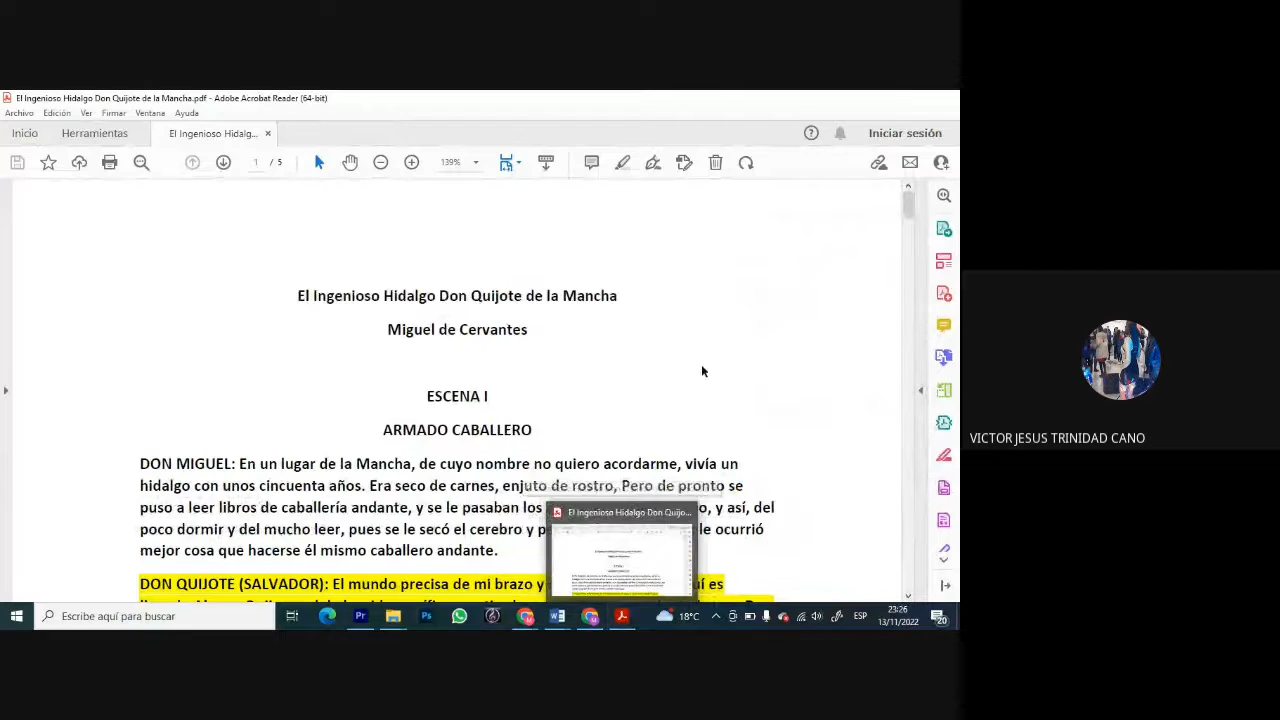 El Ingenioso Hidalgo Don Quijote de la Mancha.pdf - Adobe Acrobat Reader (64-bit)
Archivo Edición Ver Firmar Ventana Ayuda
Inicio Herramientas El Ingenioso Hidalg... × Iniciar sesión
1 / 5 139%
El Ingenioso Hidalgo Don Quijote de la Mancha
Miguel de Cervantes
ESCENA I
ARMADO CABALLERO
DON MIGUEL: En un lugar de la Mancha, de cuyo nombre no quiero acordarme, vivía un
hidalgo con unos cincuenta años. Era seco de carnes, enjuto de rostro, Pero de pronto se
puso a leer libros de caballería andante, y se le pasaban los o, y así, del
poco dormir y del mucho leer, pues se le secó el cerebro y p le ocurrió
mejor cosa que hacerse él mismo caballero andante.
DON QUIJOTE (SALVADOR): El mundo precisa de mi brazo y uí es
El Ingenioso Hidalgo Don Quijo...
VICTOR JESUS TRINIDAD CANO
Escribe aquí para buscar
18°C ESP 23:26
13/11/2022 20